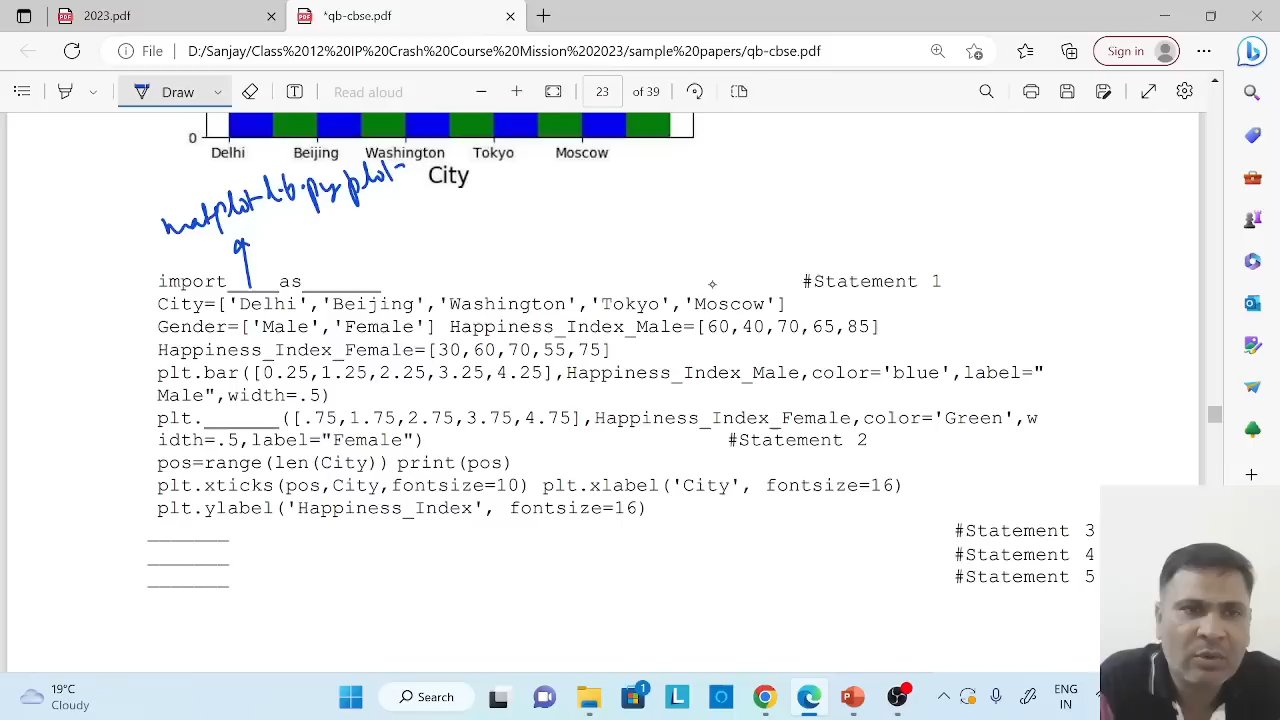 2023.pdf
*qb-cbse.pdf
File D:/Sanjay/Class%2012%20IP%20Crash%20Course%20Mission%202023/sample%20papers/qb-cbse.pdf
Sign in
Draw
Read aloud
23 of 39
0
Delhi Beijing Washington Tokyo Moscow
City
matplotlib.pyplot
import_____as________ #Statement 1
City=['Delhi','Beijing','Washington','Tokyo','Moscow']
Gender=['Male','Female'] Happiness_Index_Male=[60,40,70,65,85]
Happiness_Index_Female=[30,60,70,55,75]
plt.bar([0.25,1.25,2.25,3.25,4.25],Happiness_Index_Male,color='blue',label="
Male",width=.5)
plt.________([.75,1.75,2.75,3.75,4.75],Happiness_Index_Female,color='Green',w
idth=.5,label="Female") #Statement 2
pos=range(len(City)) print(pos)
plt.xticks(pos,City,fontsize=10) plt.xlabel('City', fontsize=16)
plt.ylabel('Happiness_Index', fontsize=16)
________ #Statement 3
________ #Statement 4
________ #Statement 5
19°C
Cloudy
Search
1
ENG
IN